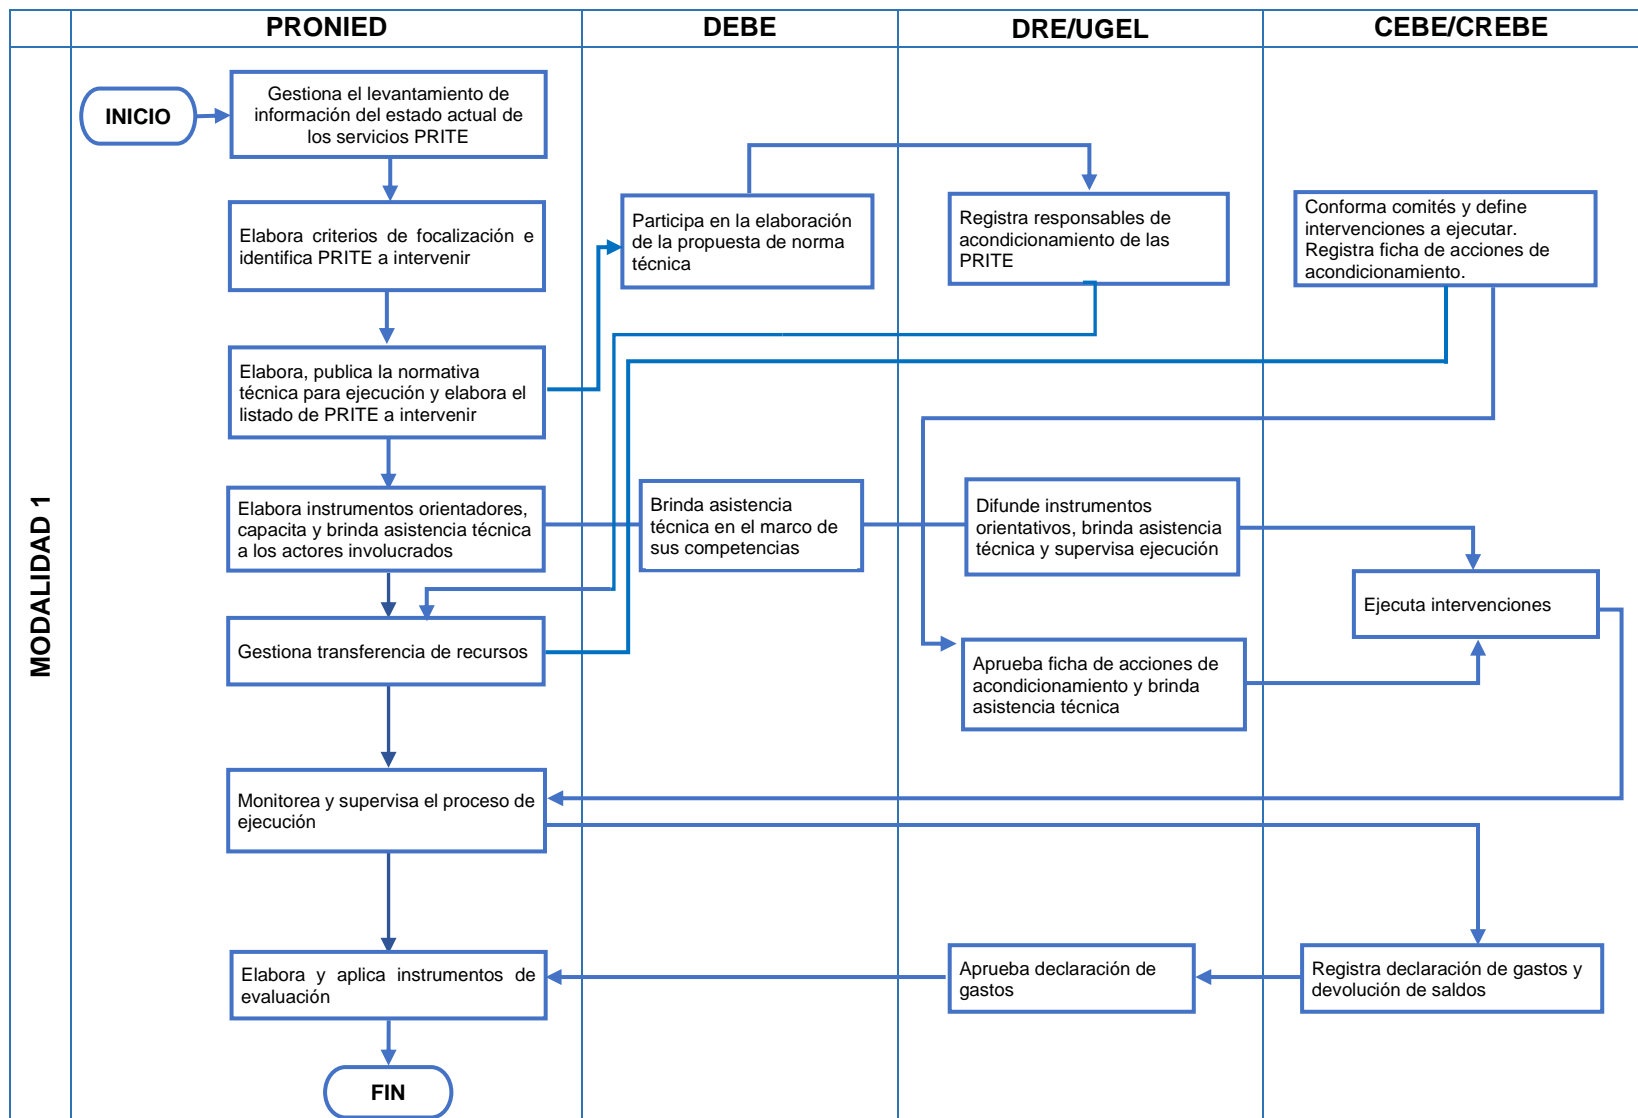 PRONIED
DEBE
DRE/UGEL
CEBE/CREBE
MODALIDAD 1
INICIO
Gestiona el levantamiento de
información del estado actual de
los servicios PRITE
Elabora criterios de focalización e
identifica PRITE a intervenir
Participa en la elaboración
de la propuesta de norma
técnica
Registra responsables de
acondicionamiento de las
PRITE
Conforma comités y define
intervenciones a ejecutar.
Registra ficha de acciones de
acondicionamiento.
Elabora, publica la normativa
técnica para ejecución y elabora el
listado de PRITE a intervenir
Elabora instrumentos orientadores,
capacita y brinda asistencia técnica
a los actores involucrados
Brinda asistencia
técnica en el marco de
sus competencias
Difunde instrumentos
orientativos, brinda asistencia
técnica y supervisa ejecución
Ejecuta intervenciones
Gestiona transferencia de recursos
Aprueba ficha de acciones de
acondicionamiento y brinda
asistencia técnica
Monitorea y supervisa el proceso de
ejecución
Elabora y aplica instrumentos de
evaluación
Aprueba declaración de
gastos
Registra declaración de gastos y
devolución de saldos
FIN